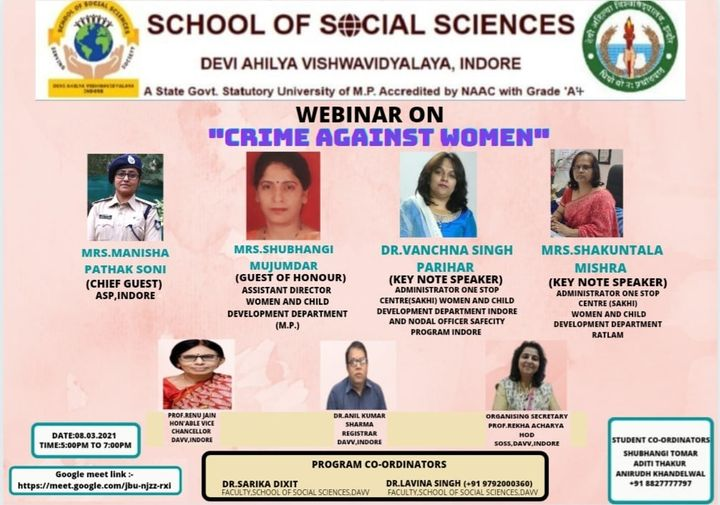 SCHOOL OF SOCIAL SCIENCES
DEVI AHILYA VISHWAVIDYALAYA, INDORE
A State Govt. Statutory University of M.P. Accredited by NAAC with Grade 'A'+
SCHOOL OF SOCIAL SCIENCES
DEVI AHILYA VISHWAVIDYALAYA
INDORE
WEBINAR ON
"CRIME AGAINST WOMEN"
MRS.MANISHA
PATHAK SONI
(CHIEF GUEST)
ASP,INDORE
MRS.SHUBHANGI
MUJUMDAR
(GUEST OF HONOUR)
ASSISTANT DIRECTOR
WOMEN AND CHILD
DEVELOPMENT DEPARTMENT
(M.P.)
DR.VANCHNA SINGH
PARIHAR
(KEY NOTE SPEAKER)
ADMINISTRATOR ONE STOP
CENTRE(SAKHI) WOMEN AND CHILD
DEVELOPMENT DEPARTMENT INDORE
AND NODAL OFFICER SAFECITY
PROGRAM INDORE
MRS.SHAKUNTALA
MISHRA
(KEY NOTE SPEAKER)
ADMINISTRATOR ONE STOP
CENTRE (SAKHI)
WOMEN AND CHILD
DEVELOPMENT DEPARTMENT
RATLAM
PROF.RENU JAIN
HON'ABLE VICE
CHANCELLOR
DAVV,INDORE
DR.ANIL KUMAR
SHARMA
REGISTRAR
DAVV,INDORE
ORGANISING SECRETARY
PROF.REKHA ACHARYA
HOD
SOSS,DAVV,INDORE
DATE:08.03.2021
TIME:5:00PM TO 7:00PM
Google meet link :-
https://meet.google.com/jbu-njzz-rxi
PROGRAM CO-ORDINATORS
DR.SARIKA DIXIT
FACULTY,SCHOOL OF SOCIAL SCIENCES,DAVV
DR.LAVINA SINGH (+91 9792000360)
FACULTY,SCHOOL OF SOCIAL SCIENCES,DAVV
STUDENT CO-ORDINATORS
SHUBHANGI TOMAR
ADITI THAKUR
ANIRUDH KHANDELWAL
+91 8827777797